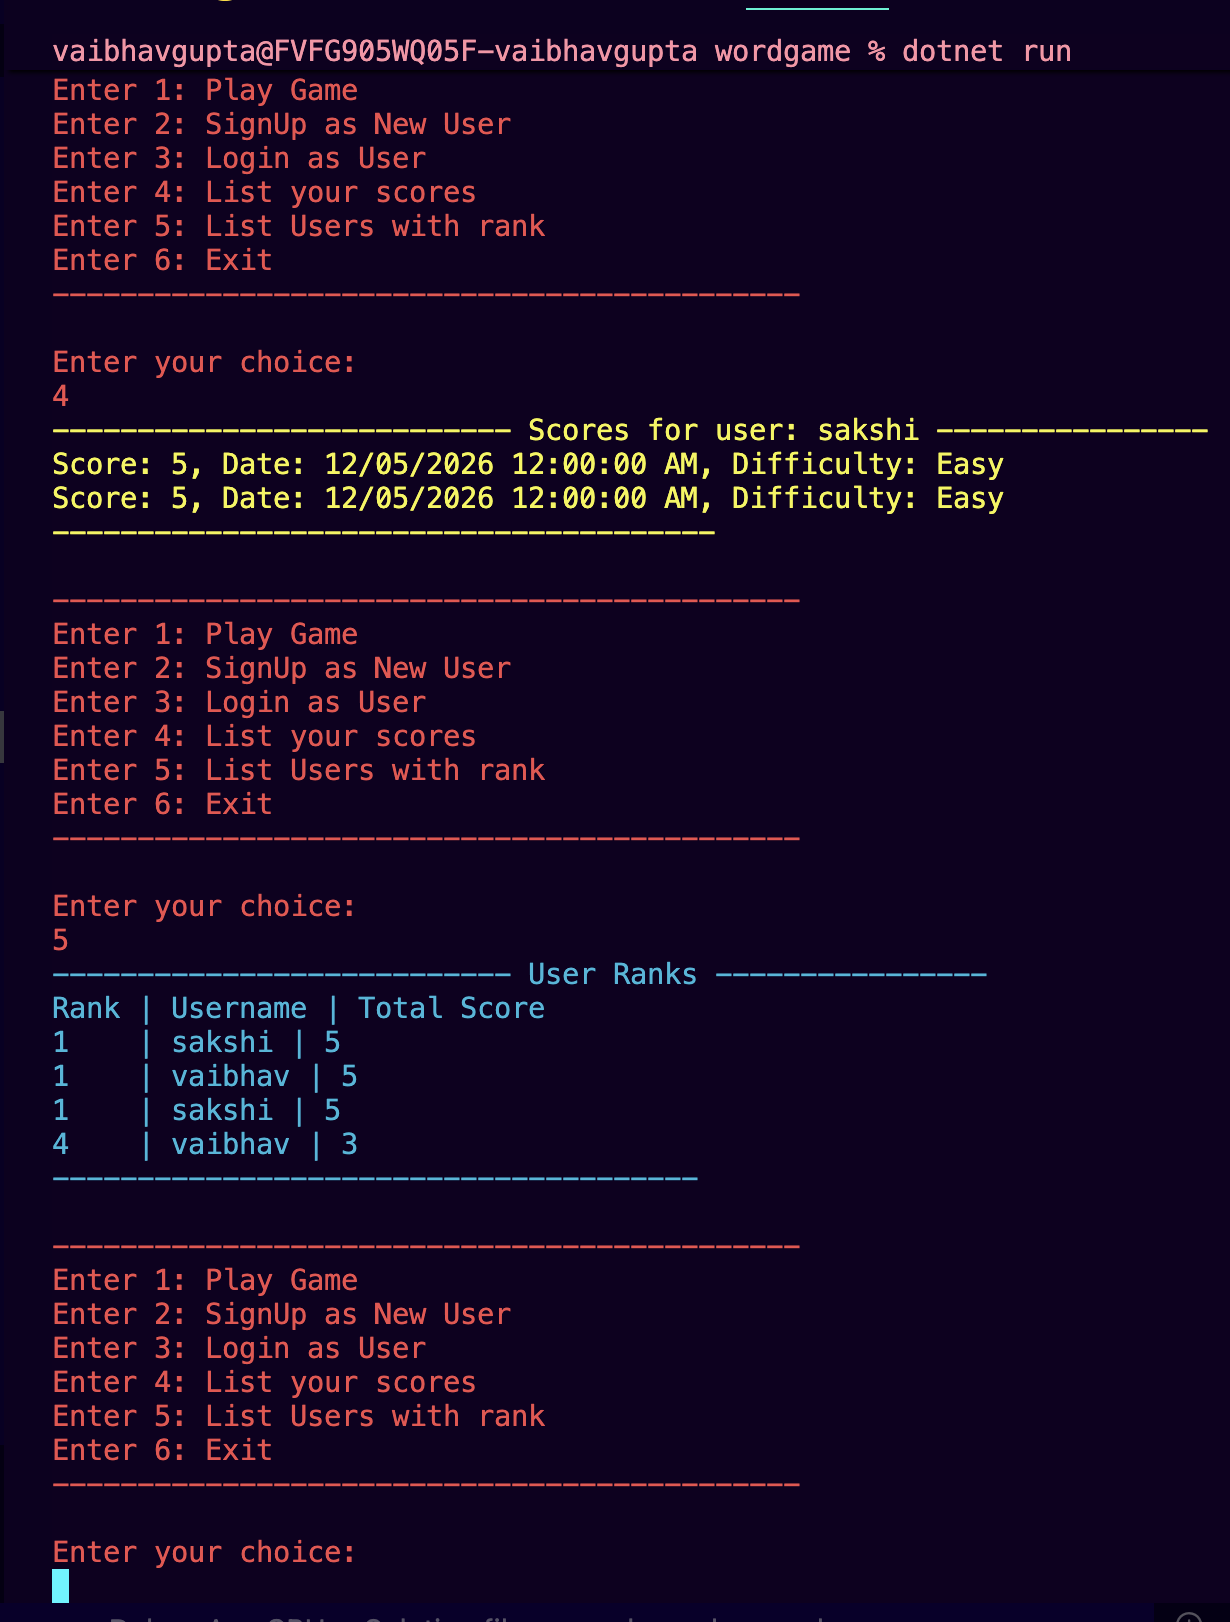 vaibhavgupta@FVFG905WQ05F-vaibhavgupta wordgame % dotnet run
Enter 1: Play Game
Enter 2: SignUp as New User
Enter 3: Login as User
Enter 4: List your scores
Enter 5: List Users with rank
Enter 6: Exit
--------------------------------------------

Enter your choice:
4
--------------------------- Scores for user: sakshi ----------------
Score: 5, Date: 12/05/2026 12:00:00 AM, Difficulty: Easy
Score: 5, Date: 12/05/2026 12:00:00 AM, Difficulty: Easy
---------------------------------------

--------------------------------------------
Enter 1: Play Game
Enter 2: SignUp as New User
Enter 3: Login as User
Enter 4: List your scores
Enter 5: List Users with rank
Enter 6: Exit
--------------------------------------------

Enter your choice:
5
--------------------------- User Ranks ----------------
Rank | Username | Total Score
1    | sakshi | 5
1    | vaibhav | 5
1    | sakshi | 5
4    | vaibhav | 3
--------------------------------------

--------------------------------------------
Enter 1: Play Game
Enter 2: SignUp as New User
Enter 3: Login as User
Enter 4: List your scores
Enter 5: List Users with rank
Enter 6: Exit
--------------------------------------------

Enter your choice: